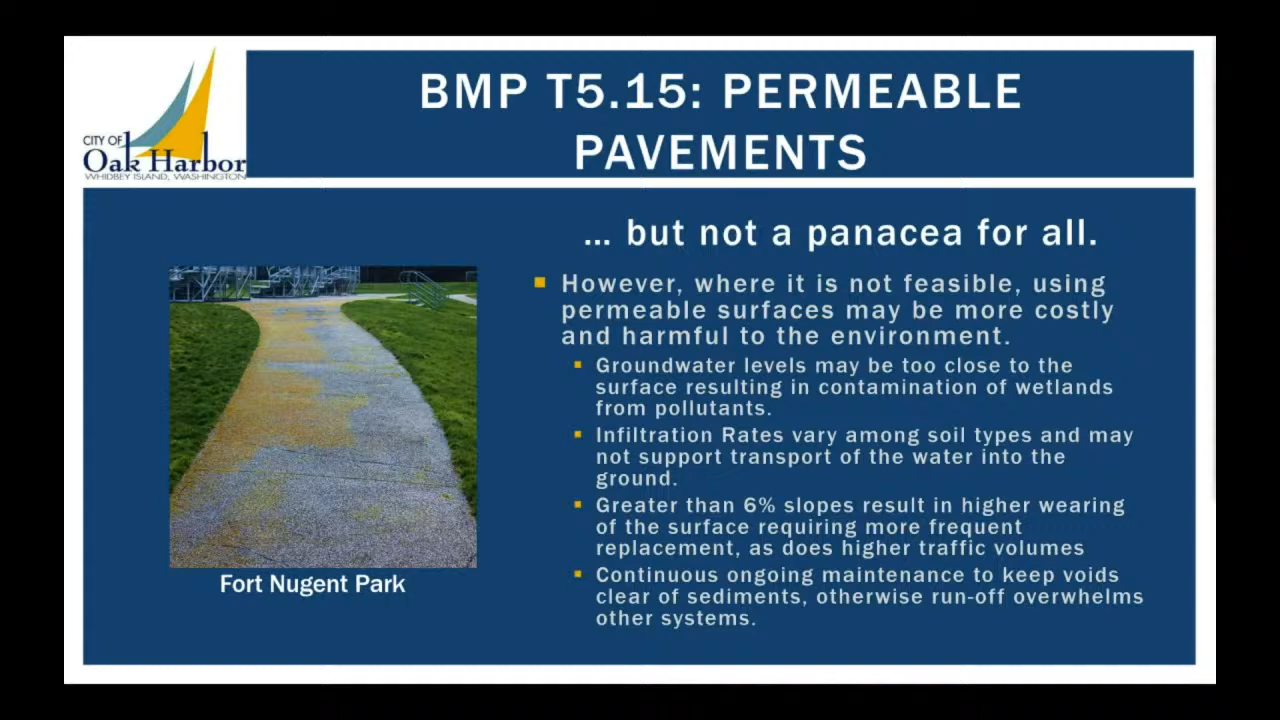 CITY OF
Oak Harbor
WHIDBEY ISLAND, WASHINGTON
BMP T5.15: PERMEABLE
PAVEMENTS
... but not a panacea for all.
However, where it is not feasible, using
permeable surfaces may be more costly
and harmful to the environment.
Groundwater levels may be too close to the
surface resulting in contamination of wetlands
from pollutants.
Infiltration Rates vary among soil types and may
not support transport of the water into the
ground.
Greater than 6% slopes result in higher wearing
of the surface requiring more frequent
replacement, as does higher traffic volumes
Continuous ongoing maintenance to keep voids
clear of sediments, otherwise run-off overwhelms
other systems.
Fort Nugent Park